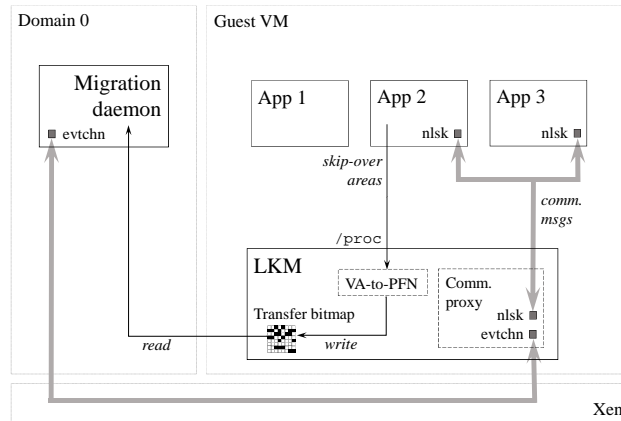 Domain 0
Guest VM
Migration
daemon
evtchn
App 1
App 2
nlsk
App 3
nlsk
skip-over
areas
comm.
msgs
/proc
LKM
VA-to-PFN
Comm.
proxy
nlsk
evtchn
Transfer bitmap
read
write
Xen